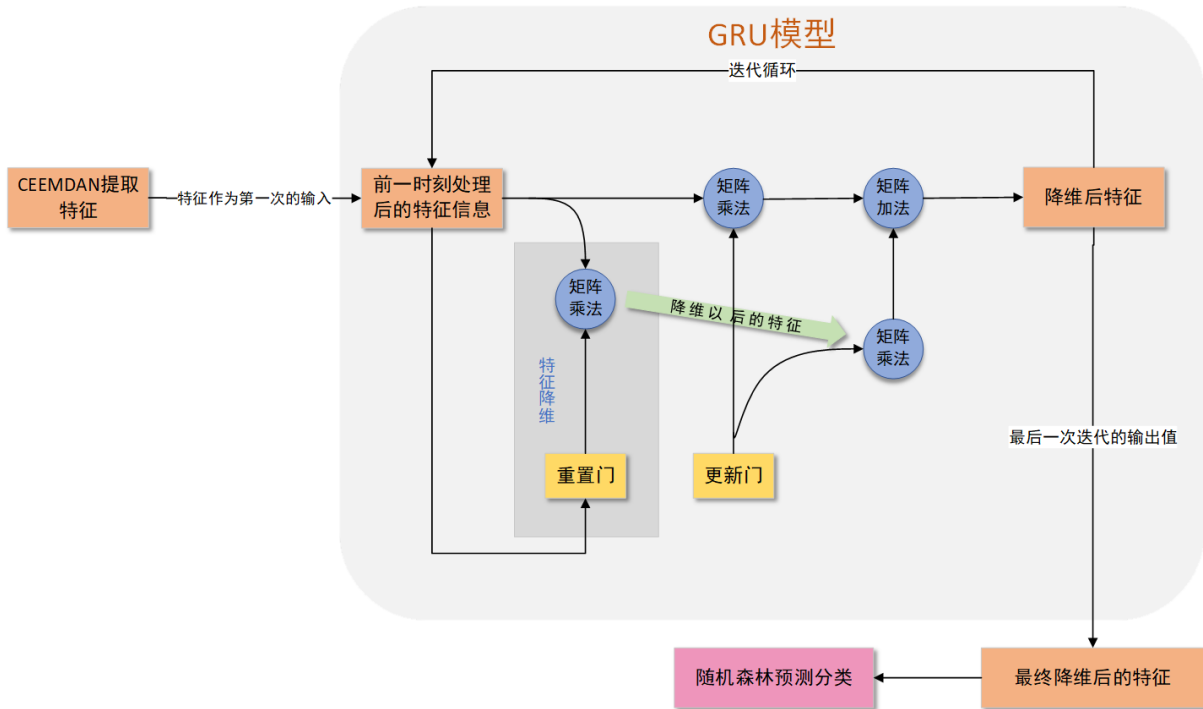 GRU模型
迭代循环
CEEMDAN提取
特征
特征作为第一次的输入
前一时刻处理
后的特征信息
矩阵
乘法
矩阵
加法
降维后特征
矩阵
乘法
降维以后的特征
矩阵
乘法
特征降维
重置门
更新门
最后一次迭代的输出值
随机森林预测分类
最终降维后的特征